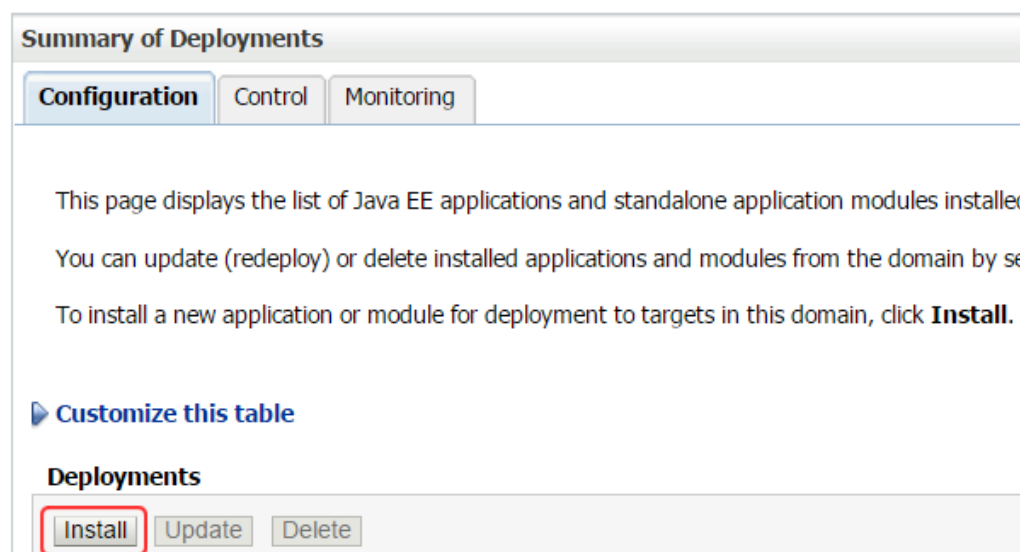 Summary of Deployments
Configuration Control Monitoring
This page displays the list of Java EE applications and standalone application modules installed
You can update (redeploy) or delete installed applications and modules from the domain by se
To install a new application or module for deployment to targets in this domain, click Install.
Customize this table
Deployments
Install Update Delete